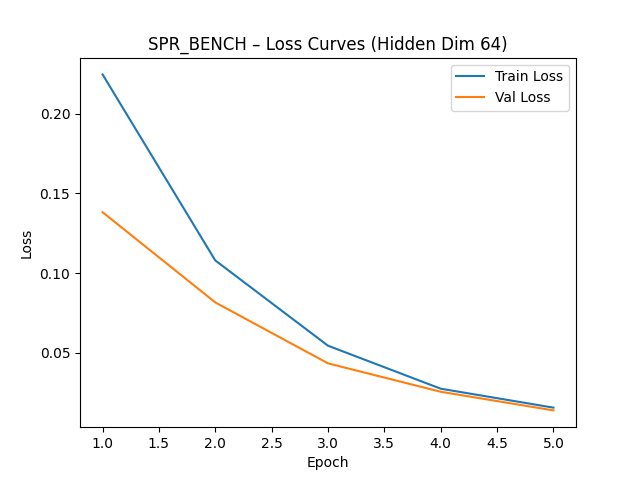 SPR_BENCH – Loss Curves (Hidden Dim 64)
Train Loss
Val Loss
0.20
0.15
0.10
0.05
Loss
1.0 1.5 2.0 2.5 3.0 3.5 4.0 4.5 5.0
Epoch